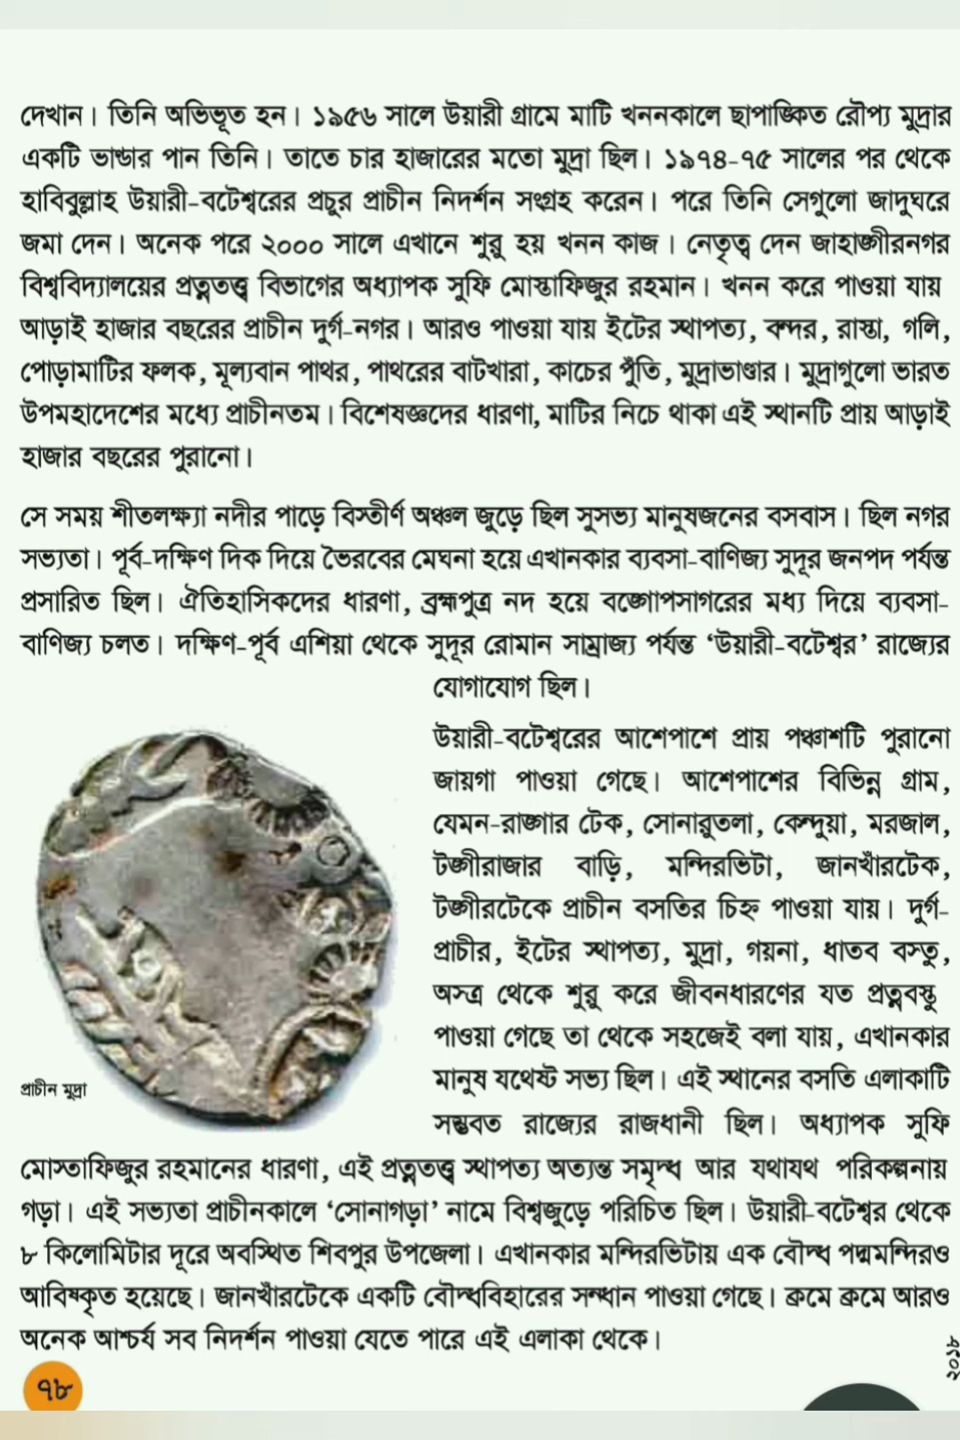 দেখান। তিনি অভিভূত হন। ১৯৫৬ সালে উয়ারী গ্রামে মাটি খননকালে ছাপাঙ্কিত রৌপ্য মুদ্রার
একটি ভান্ডার পান তিনি। তাতে চার হাজারের মতো মুদ্রা ছিল। ১৯৭৪-৭৫ সালের পর থেকে
হাবিবুল্লাহ উয়ারী-বটেশ্বরের প্রচুর প্রাচীন নিদর্শন সংগ্রহ করেন। পরে তিনি সেগুলো জাদুঘরে
জমা দেন। অনেক পরে ২০০০ সালে এখানে শুরু হয় খনন কাজ। নেতৃত্ব দেন জাহাঙ্গীরনগর
বিশ্ববিদ্যালয়ের প্রত্নতত্ত্ব বিভাগের অধ্যাপক সুফি মোস্তাফিজুর রহমান। খনন করে পাওয়া যায়
আড়াই হাজার বছরের প্রাচীন দুর্গ-নগর। আরও পাওয়া যায় ইটের স্থাপত্য, বন্দর, রাস্তা, গলি,
পোড়ামাটির ফলক, মূল্যবান পাথর, পাথরের বাটখারা, কাচের পুঁতি, মুদ্রাভাণ্ডার। মুদ্রাগুলো ভারত
উপমহাদেশের মধ্যে প্রাচীনতম। বিশেষজ্ঞদের ধারণা, মাটির নিচে থাকা এই স্থানটি প্রায় আড়াই
হাজার বছরের পুরানো।
সে সময় শীতলক্ষ্যা নদীর পাড়ে বিস্তীর্ণ অঞ্চল জুড়ে ছিল সুসভ্য মানুষজনের বসবাস। ছিল নগর
সভ্যতা। পূর্ব-দক্ষিণ দিক দিয়ে ভৈরবের মেঘনা হয়ে এখানকার ব্যবসা-বাণিজ্য সুদূর জনপদ পর্যন্ত
প্রসারিত ছিল। ঐতিহাসিকদের ধারণা, ব্রহ্মপুত্র নদ হয়ে বঙ্গোপসাগরের মধ্য দিয়ে ব্যবসা-
বাণিজ্য চলত। দক্ষিণ-পূর্ব এশিয়া থেকে সুদূর রোমান সাম্রাজ্য পর্যন্ত ‘উয়ারী-বটেশ্বর’ রাজ্যের
যোগাযোগ ছিল।
উয়ারী-বটেশ্বরের আশেপাশে প্রায় পঞ্চাশটি পুরানো
জায়গা পাওয়া গেছে। আশেপাশের বিভিন্ন গ্রাম,
যেমন-রাঙ্গার টেক, সোনারুতলা, কেন্দুয়া, মরজাল,
টঙ্গীরাজার বাড়ি, মন্দিরভিটা, জানখাঁরটেক,
টঙ্গীরটেকে প্রাচীন বসতির চিহ্ন পাওয়া যায়। দুর্গ-
প্রাচীর, ইটের স্থাপত্য, মুদ্রা, গয়না, ধাতব বস্তু,
অস্ত্র থেকে শুরু করে জীবনধারণের যত প্রত্নবস্তু
পাওয়া গেছে তা থেকে সহজেই বলা যায়, এখানকার
মানুষ যথেষ্ট সভ্য ছিল। এই স্থানের বসতি এলাকাটি
সম্ভবত রাজ্যের রাজধানী ছিল। অধ্যাপক সুফি
প্রাচীন মুদ্রা
মোস্তাফিজুর রহমানের ধারণা, এই প্রত্নতত্ত্ব স্থাপত্য অত্যন্ত সমৃদ্ধ আর যথাযথ পরিকল্পনায়
গড়া। এই সভ্যতা প্রাচীনকালে ‘সোনাগড়া’ নামে বিশ্বজুড়ে পরিচিত ছিল। উয়ারী-বটেশ্বর থেকে
৮ কিলোমিটার দূরে অবস্থিত শিবপুর উপজেলা। এখানকার মন্দিরভিটায় এক বৌদ্ধ পদ্মমন্দিরও
আবিষ্কৃত হয়েছে। জানখাঁরটেকে একটি বৌদ্ধবিহারের সন্ধান পাওয়া গেছে। ক্রমে ক্রমে আরও
অনেক আশ্চর্য সব নিদর্শন পাওয়া যেতে পারে এই এলাকা থেকে।
২০১৮
৭৮